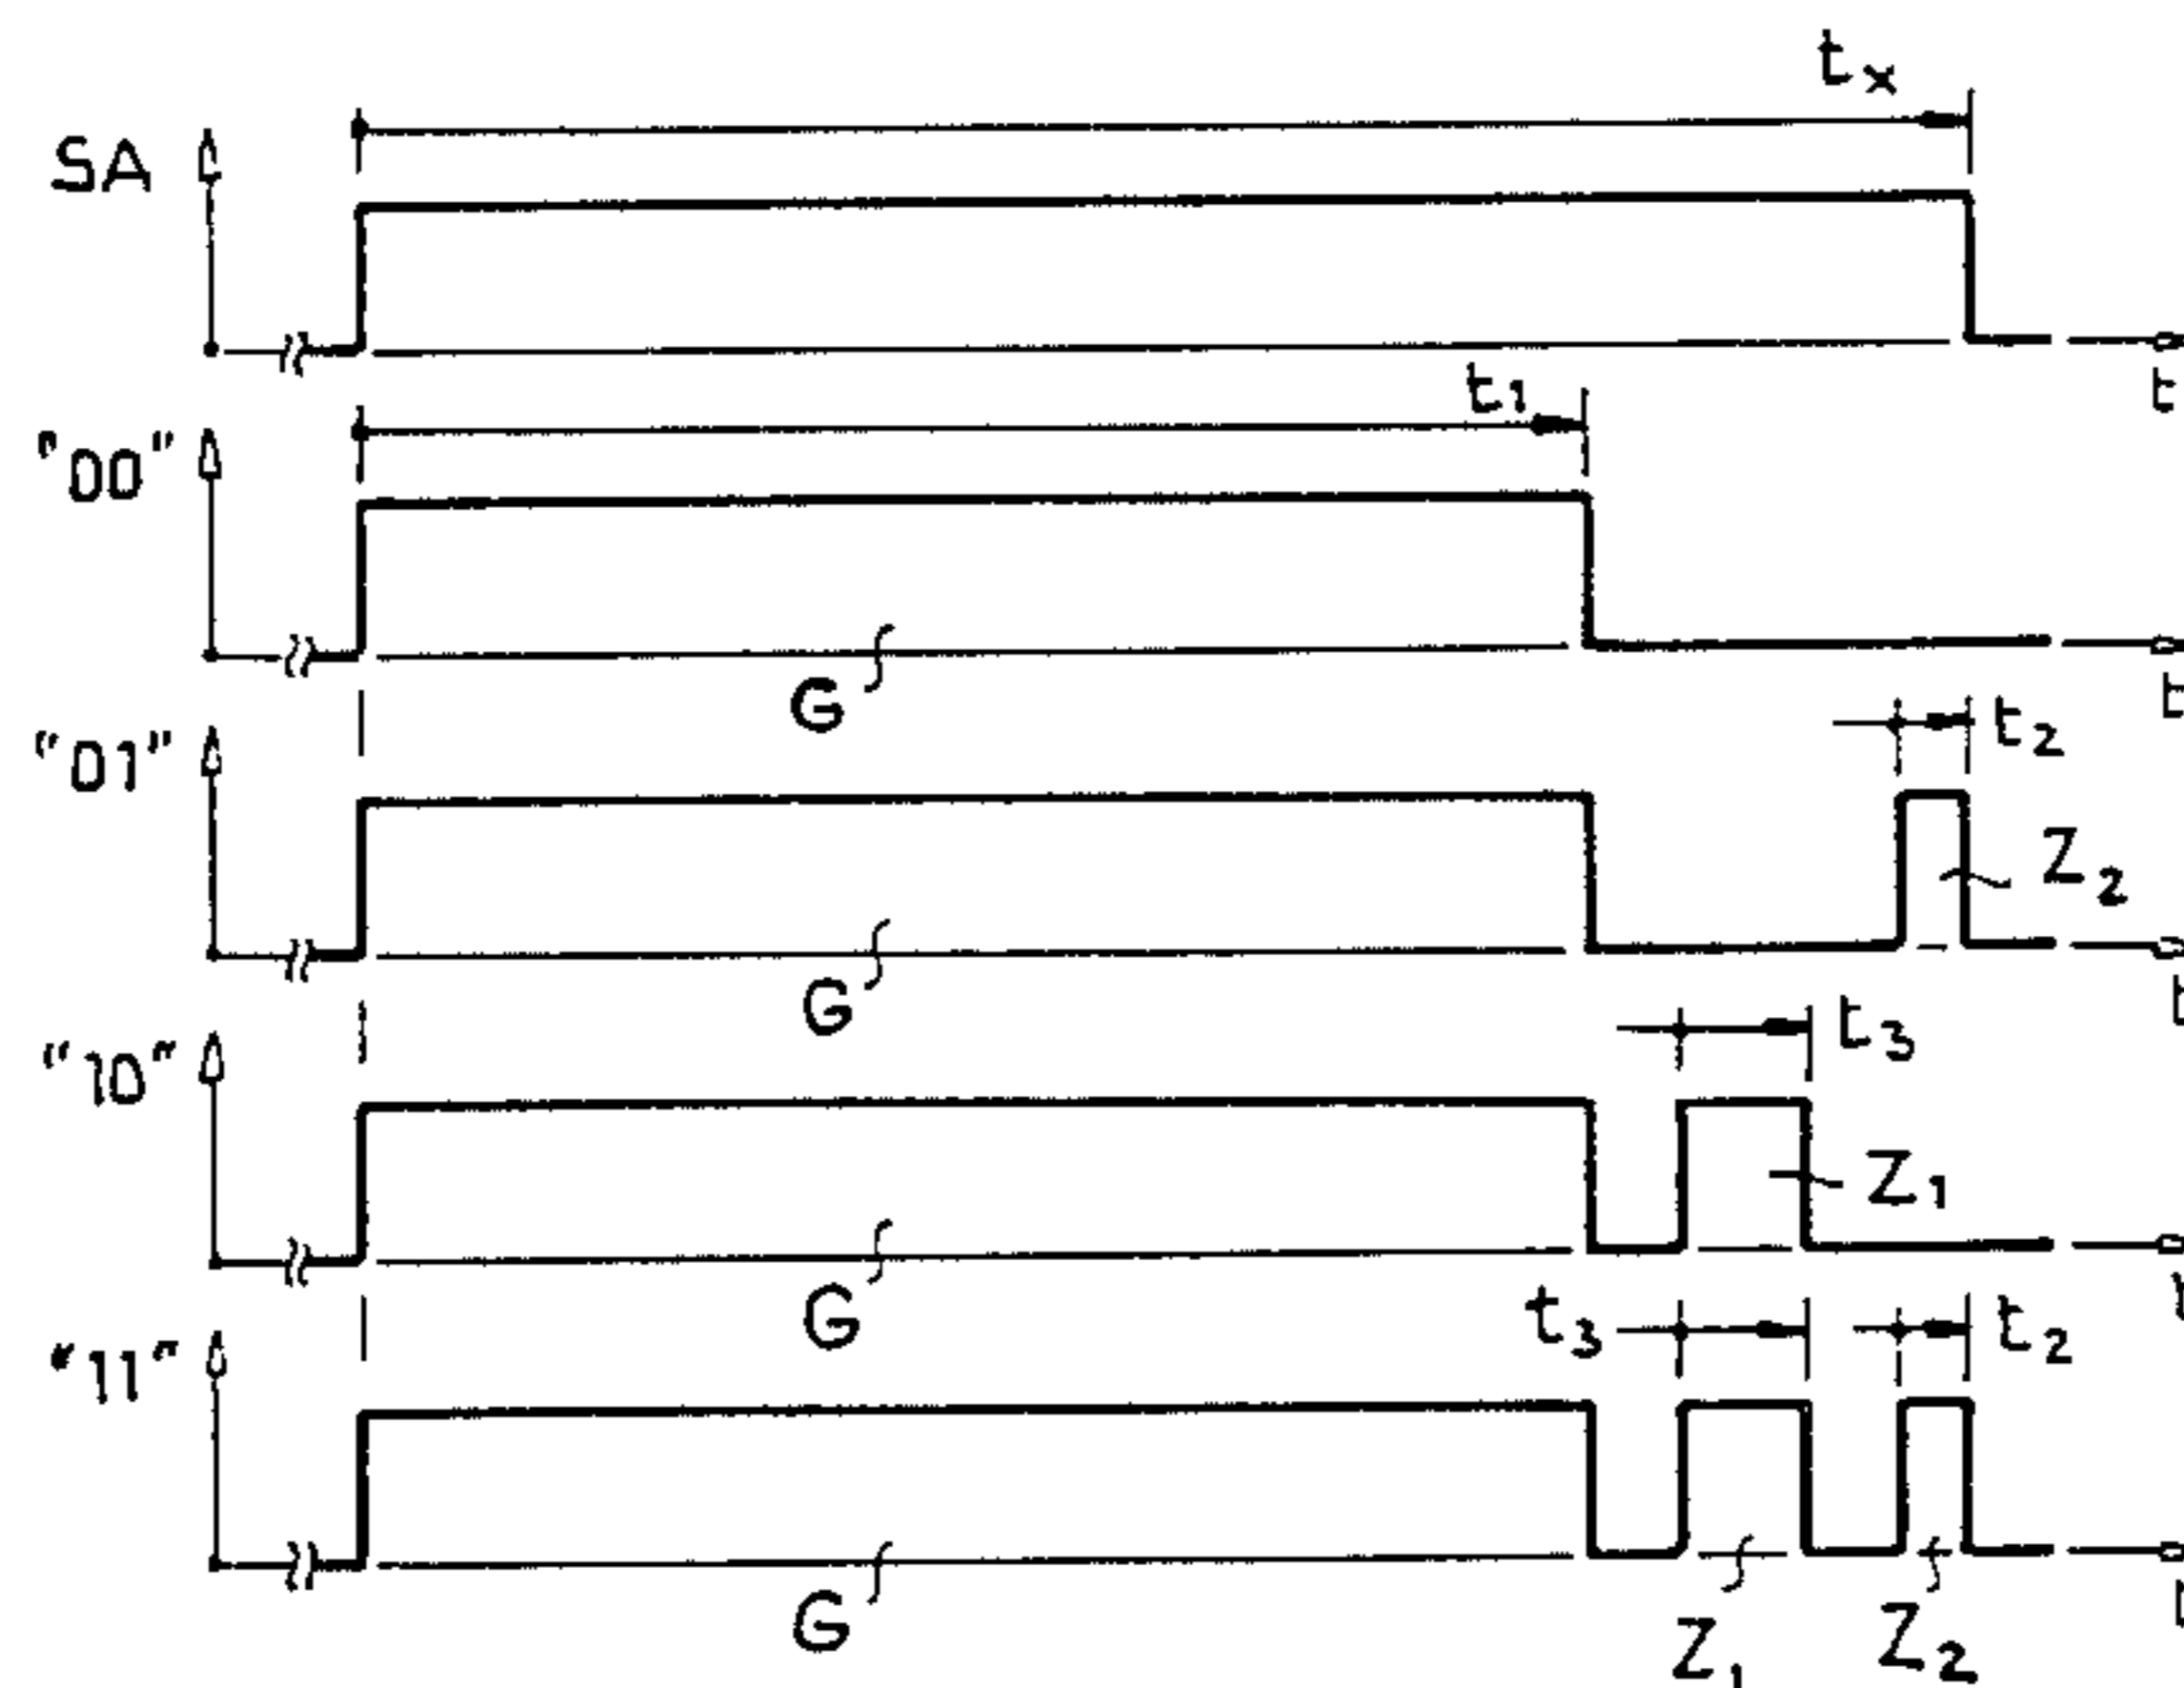 tx
SA
t
t1
"00"
G
t
"01"
t2
Z2
G
t
"10"
t3
Z1
G
t
"11"
t3
t2
G
Z1
Z2
t